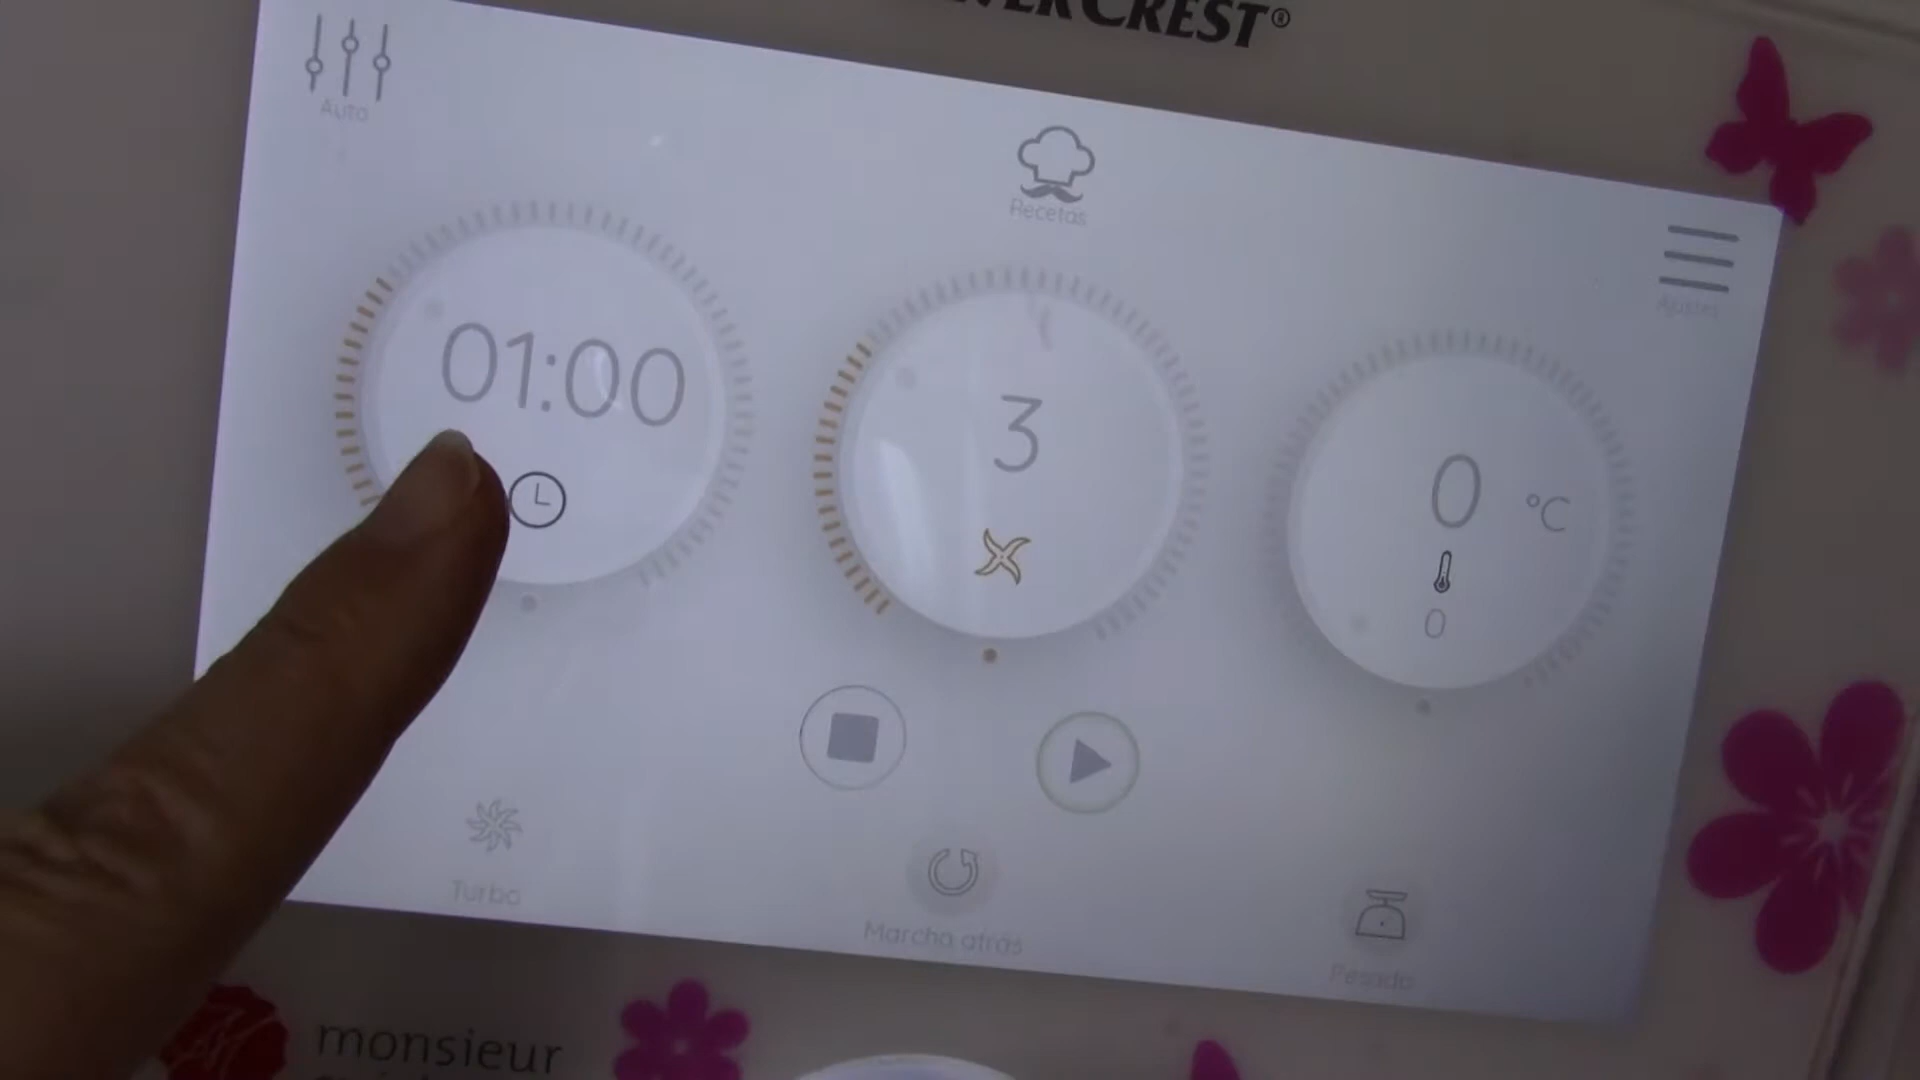 CREST®
Auto
Recetas
Ajustes
01:00
3
0 °C
0
Turbo
Marcha atrás
Pesado
monsieur